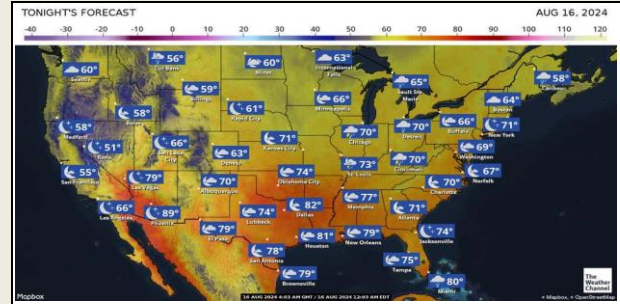 TONIGHT'S FORECAST
AUG 16, 2024
-40 -30 -20 -10 0 10 20 30 40 50 60 70 80 90 100 110 120
60°
Seattle
56°
Cut Bank
60°
Minot
63°
International
Falls
58°
Caribou
59°
Billings
65°
Sault Ste.
Marie
64°
Boston
58°
Boise
61°
Rapid City
66°
Minneapolis
66°
Buffalo
71°
New York
58°
Medford
51°
Reno
66°
Salt Lake
City
63°
Denver
71°
Kansas City
70°
Chicago
70°
Detroit
69°
Washington
55°
San Francisco
79°
Las Vegas
70°
Albuquerque
74°
Oklahoma City
73°
St. Louis
70°
Cincinnati
67°
Norfolk
70°
Charlotte
66°
Los Angeles
89°
Phoenix
79°
El Paso
74°
Lubbock
82°
Dallas
77°
Memphis
71°
Atlanta
78°
San Antonio
81°
Houston
79°
New Orleans
74°
Jacksonville
79°
Brownsville
75°
Tampa
80°
Miami
The
Weather
Channel
Mapbox
16 AUG 2024 4:03 AM GMT / 16 AUG 2024 12:03 AM EDT
© Mapbox, © OpenStreetMap